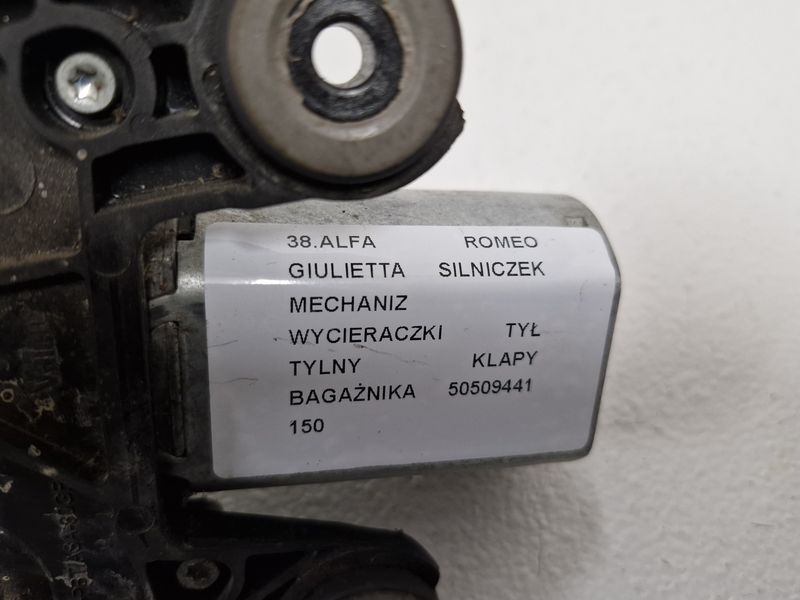 38.ALFA ROMEO
GIULIETTA SILNICZEK
MECHANIZ
WYCIERACZKI TYŁ
TYLNY KLAPY
BAGAŻNIKA 50509441
150